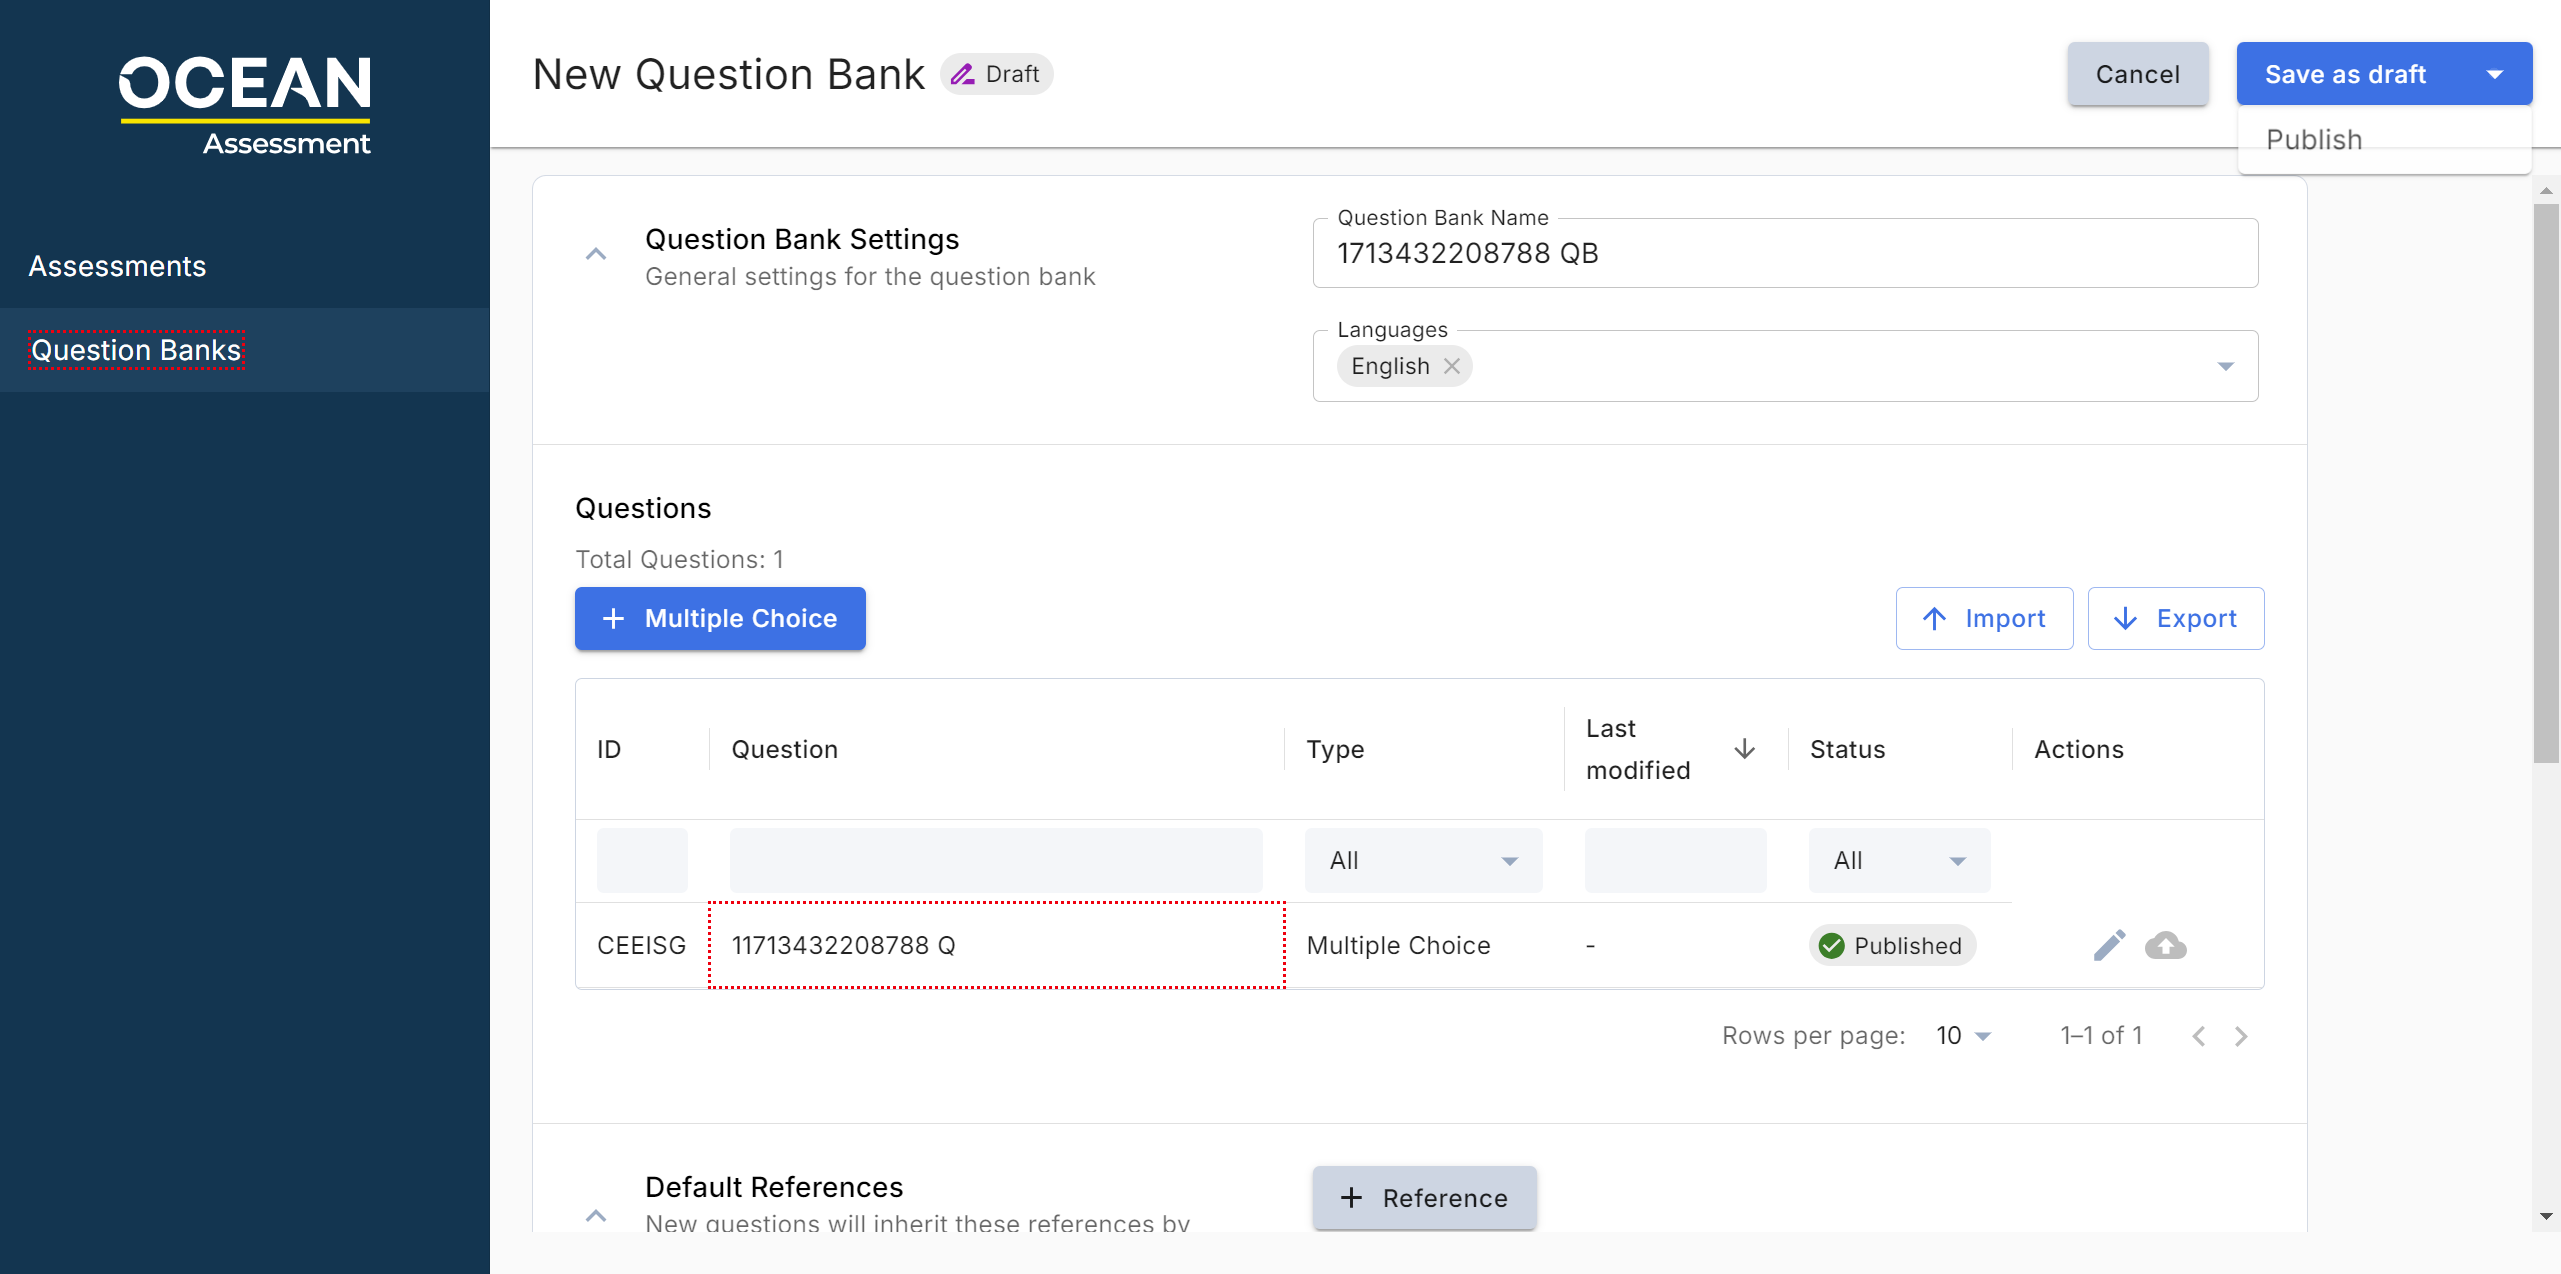 OCEAN
Assessment
Assessments
Question Banks
New Question Bank
Draft
Cancel
Save as draft
Publish
Question Bank Settings
General settings for the question bank
Question Bank Name
1713432208788 QB
Languages
English
Questions
Total Questions: 1
Multiple Choice
Import
Export
ID
Question
Type
Last
modified
Status
Actions
All
All
CEEISG
11713432208788 Q
Multiple Choice
-
Published
Rows per page:
10
1–1 of 1
Default References
New questions will inherit these references by
Reference